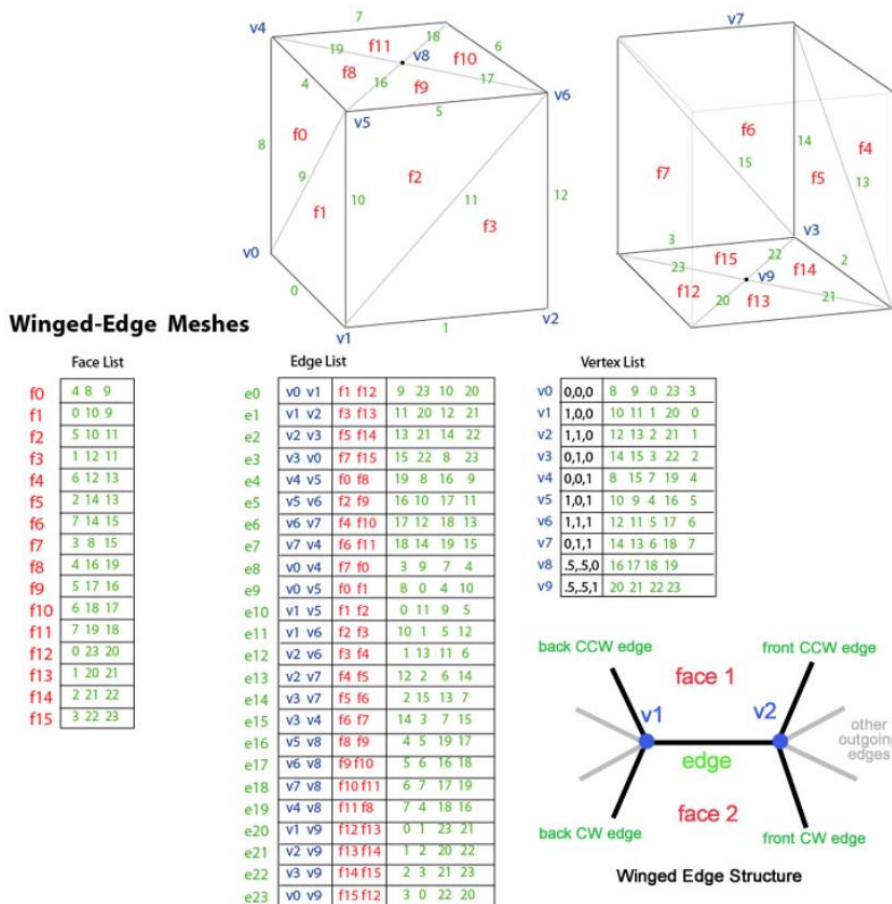 7
v4
18
f11
v8
6
19
f10
f8
16
f9
17
4
v6
v5
5
f0
8
9
f2
10
11
12
f1
f3
v0
0
v1
1
v2
v7
f6
14
f4
15
f7
f5
13
v3
3
22
2
f15
23
f14
v9
f12
20
f13
21
Winged-Edge Meshes
Face List
f0 4 8 9
f1 0 10 9
f2 5 10 11
f3 1 12 11
f4 6 12 13
f5 2 14 13
f6 7 14 15
f7 3 8 15
f8 4 16 19
f9 5 17 16
f10 6 18 17
f11 7 19 18
f12 0 23 20
f13 1 20 21
f14 2 21 22
f15 3 22 23
Edge List
e0 v0 v1 f1 f12 9 23 10 20
e1 v1 v2 f3 f13 11 20 12 21
e2 v2 v3 f5 f14 13 21 14 22
e3 v3 v0 f7 f15 15 22 8 23
e4 v4 v5 f0 f8 19 8 16 9
e5 v5 v6 f2 f9 16 10 17 11
e6 v6 v7 f4 f10 17 12 18 13
e7 v7 v4 f6 f11 18 14 19 15
e8 v0 v4 f7 f0 3 9 7 4
e9 v0 v5 f0 f1 8 0 4 10
e10 v1 v5 f1 f2 0 11 9 5
e11 v1 v6 f2 f3 10 1 5 12
e12 v2 v6 f3 f4 1 13 11 6
e13 v2 v7 f4 f5 12 2 6 14
e14 v3 v7 f5 f6 2 15 13 7
e15 v3 v4 f6 f7 14 3 7 15
e16 v5 v8 f8 f9 4 5 19 17
e17 v6 v8 f9 f10 5 6 16 18
e18 v7 v8 f10 f11 6 7 17 19
e19 v4 v8 f11 f8 7 4 18 16
e20 v1 v9 f12 f13 0 1 23 21
e21 v2 v9 f13 f14 1 2 20 22
e22 v3 v9 f14 f15 2 3 21 23
e23 v0 v9 f15 f12 3 0 22 20
Vertex List
v0 0,0,0 8 9 0 23 3
v1 1,0,0 10 11 1 20 0
v2 1,1,0 12 13 2 21 1
v3 0,1,0 14 15 3 22 2
v4 0,0,1 8 15 7 19 4
v5 1,0,1 10 9 4 16 5
v6 1,1,1 12 11 5 17 6
v7 0,1,1 14 13 6 18 7
v8 .5,.5,0 16 17 18 19
v9 .5,.5,1 20 21 22 23
back CCW edge
front CCW edge
face 1
v1
v2
other
outgoing
edges
edge
face 2
back CW edge
front CW edge
Winged Edge Structure